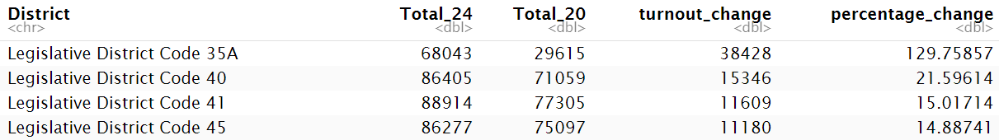 District Total_24 Total_20 turnout_change percentage_change
<chr> <dbl> <dbl> <dbl> <dbl>
Legislative District Code 35A 68043 29615 38428 129.75857
Legislative District Code 40 86405 71059 15346 21.59614
Legislative District Code 41 88914 77305 11609 15.01714
Legislative District Code 45 86277 75097 11180 14.88741